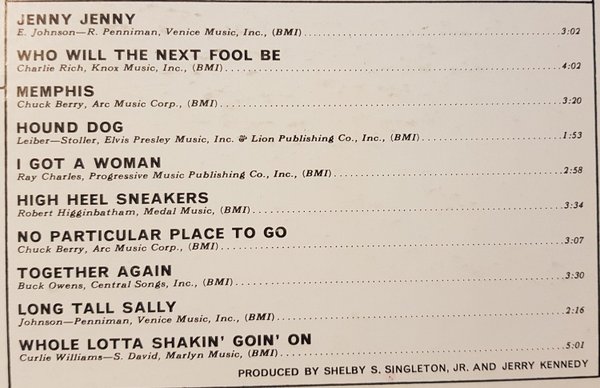 JENNY JENNY
E. Johnson—R. Penniman, Venice Music, Inc., (BMI) 3:02
WHO WILL THE NEXT FOOL BE
Charlie Rich, Knox Music, Inc., (BMI) 4:02
MEMPHIS
Chuck Berry, Arc Music Corp., (BMI) 3:20
HOUND DOG
Leiber—Stoller, Elvis Presley Music, Inc. & Lion Publishing Co., Inc., (BMI) 1:53
I GOT A WOMAN
Ray Charles, Progressive Music Publishing Co., Inc., (BMI) 2:58
HIGH HEEL SNEAKERS
Robert Higginbatham, Medal Music, (BMI) 3:34
NO PARTICULAR PLACE TO GO
Chuck Berry, Arc Music Corp., (BMI) 3:07
TOGETHER AGAIN
Buck Owens, Central Songs, Inc., (BMI) 3:30
LONG TALL SALLY
Johnson—Penniman, Venice Music, Inc., (BMI) 2:16
WHOLE LOTTA SHAKIN' GOIN' ON
Curlie Williams—S. David, Marlyn Music, (BMI) 5:01
PRODUCED BY SHELBY S. SINGLETON, JR. AND JERRY KENNEDY